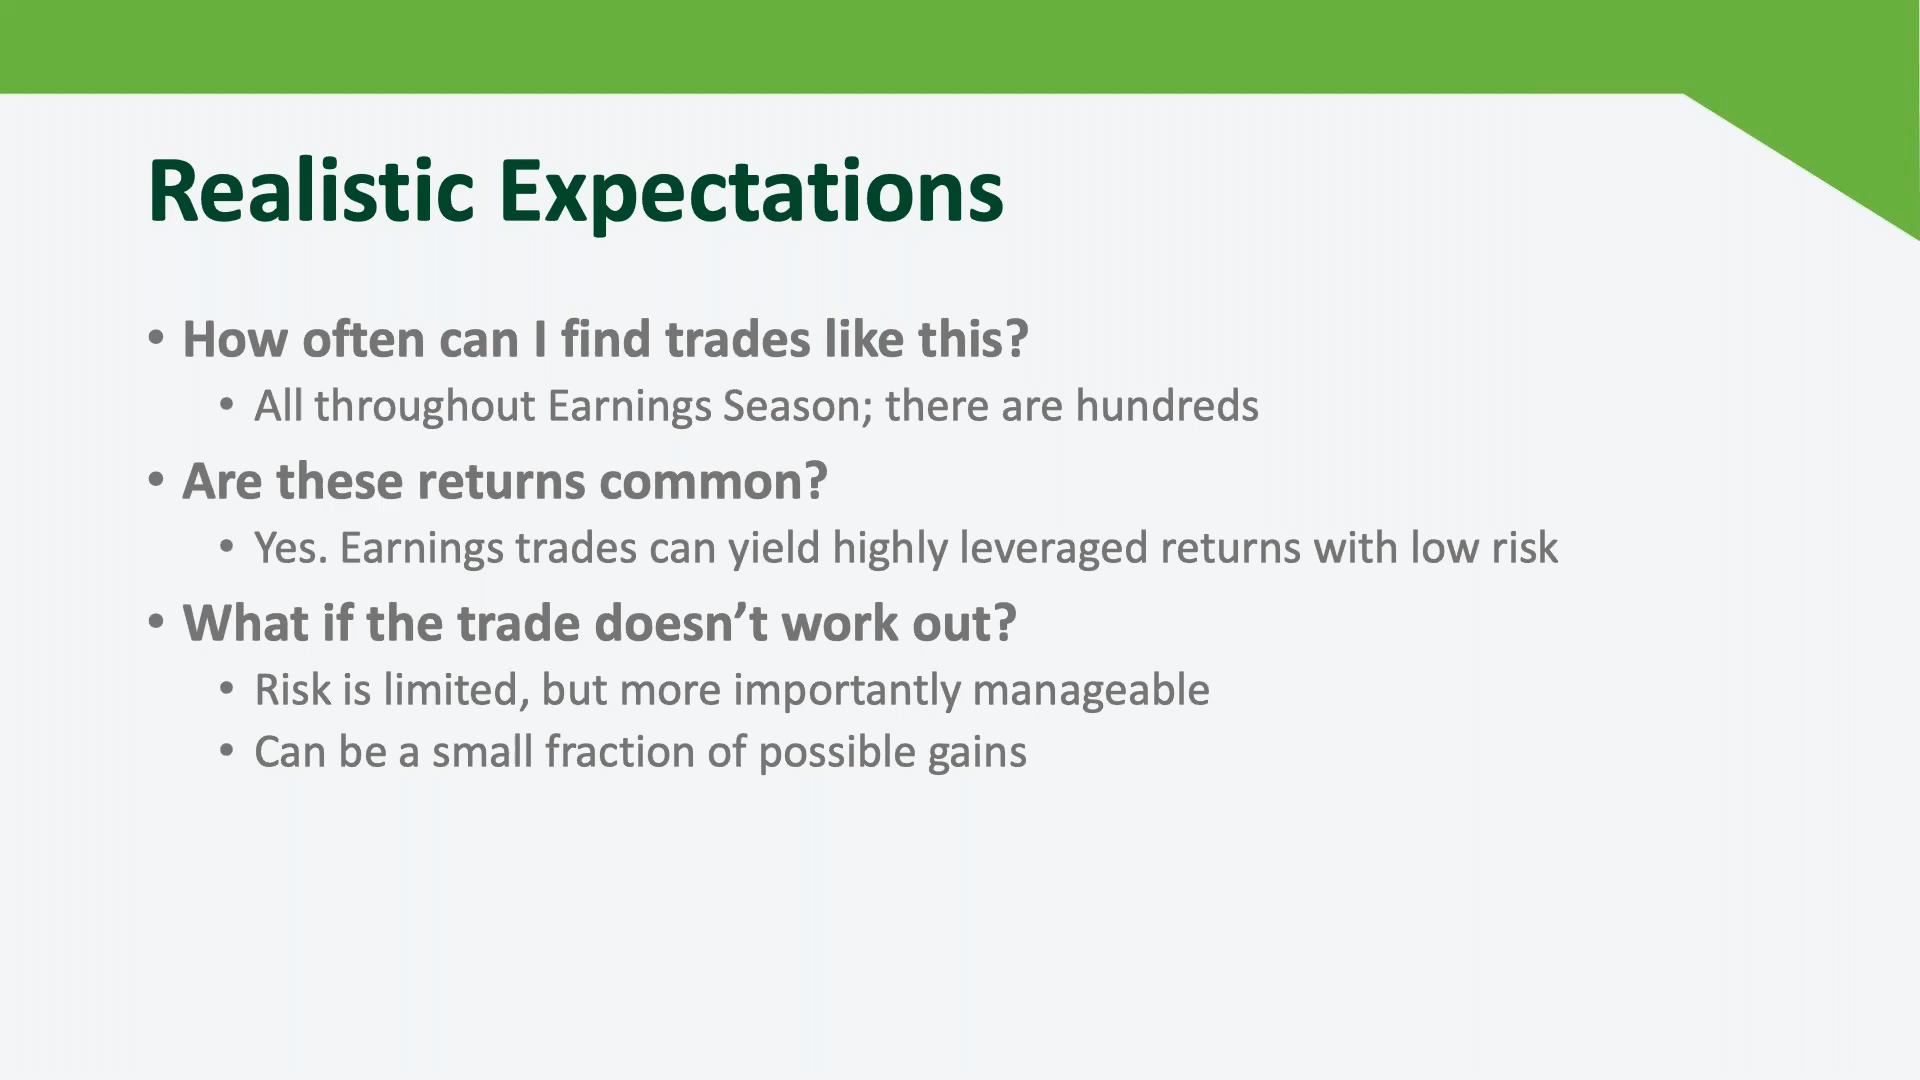 Realistic Expectations
• How often can I find trades like this?
• All throughout Earnings Season; there are hundreds
• Are these returns common?
• Yes. Earnings trades can yield highly leveraged returns with low risk
• What if the trade doesn’t work out?
• Risk is limited, but more importantly manageable
• Can be a small fraction of possible gains